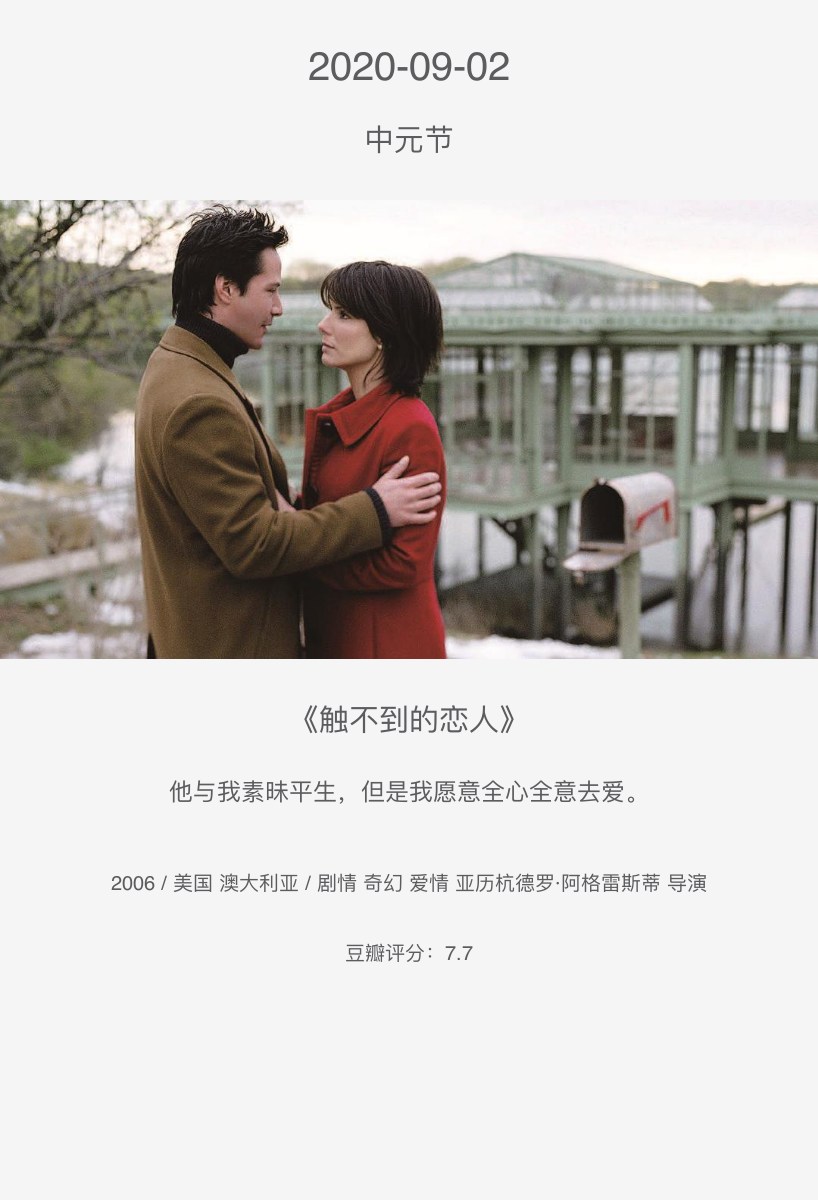 2020-09-02
中元节
《触不到的恋人》
他与我素昧平生，但是我愿意全心全意去爱。
2006 / 美国 澳大利亚 / 剧情 奇幻 爱情 亚历杭德罗·阿格雷斯蒂 导演
豆瓣评分：7.7